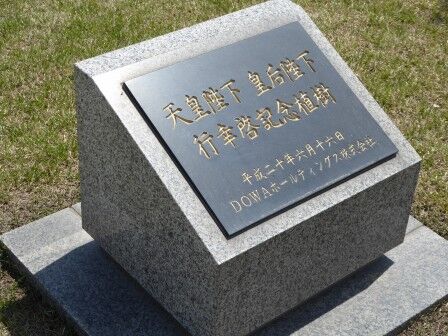 天皇陛下 皇后陛下
行幸啓記念植樹
平成二十年六月十六日
DOWAホールディングス株式会社